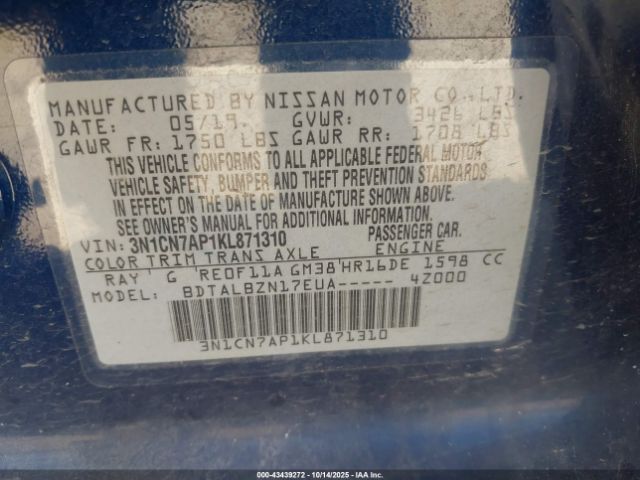 MANUFACTURED BY NISSAN MOTOR CO., LTD.
DATE: 05/19. GVWR: 3426 LBS
GAWR FR: 1750 LBS GAWR RR: 1708 LBS
THIS VEHICLE CONFORMS TO ALL APPLICABLE FEDERAL MOTOR
VEHICLE SAFETY, BUMPER AND THEFT PREVENTION STANDARDS
IN EFFECT ON THE DATE OF MANUFACTURE SHOWN ABOVE.
SEE OWNER'S MANUAL FOR ADDITIONAL INFORMATION.
VIN: 3N1CN7AP1KL871310 PASSENGER CAR.
COLOR TRIM TRANS AXLE ENGINE
RAY' G 'RE0F11A GM38'HR16DE 1598 CC
MODEL: BDTALBZN17EUA----- 4Z000
3N1CN7AP1KL871310
00-43439272 | 10/14/2025 | Copyright IAA, Inc.